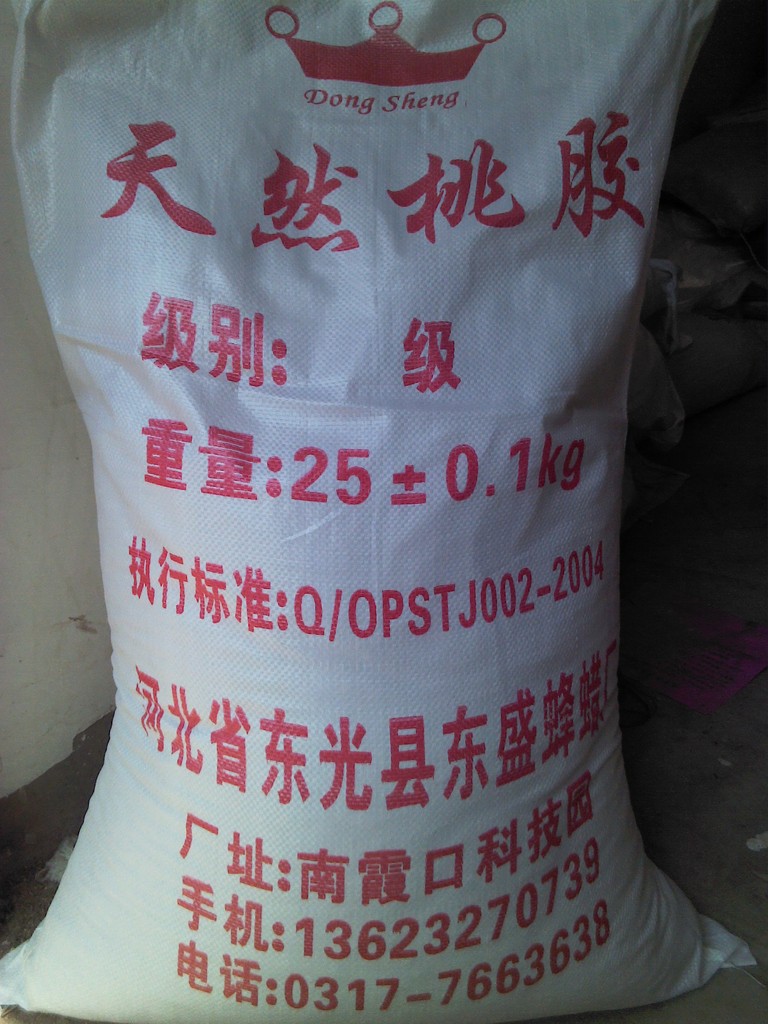 Dong Sheng
天然桃胶
级别: 级
重量:25±0.1kg
执行标准:Q/OPSTJ002-2004
河北省东光县东盛蜂蜡厂
厂址:南霞口科技园
手机:13623270739
电话:0317-7663638